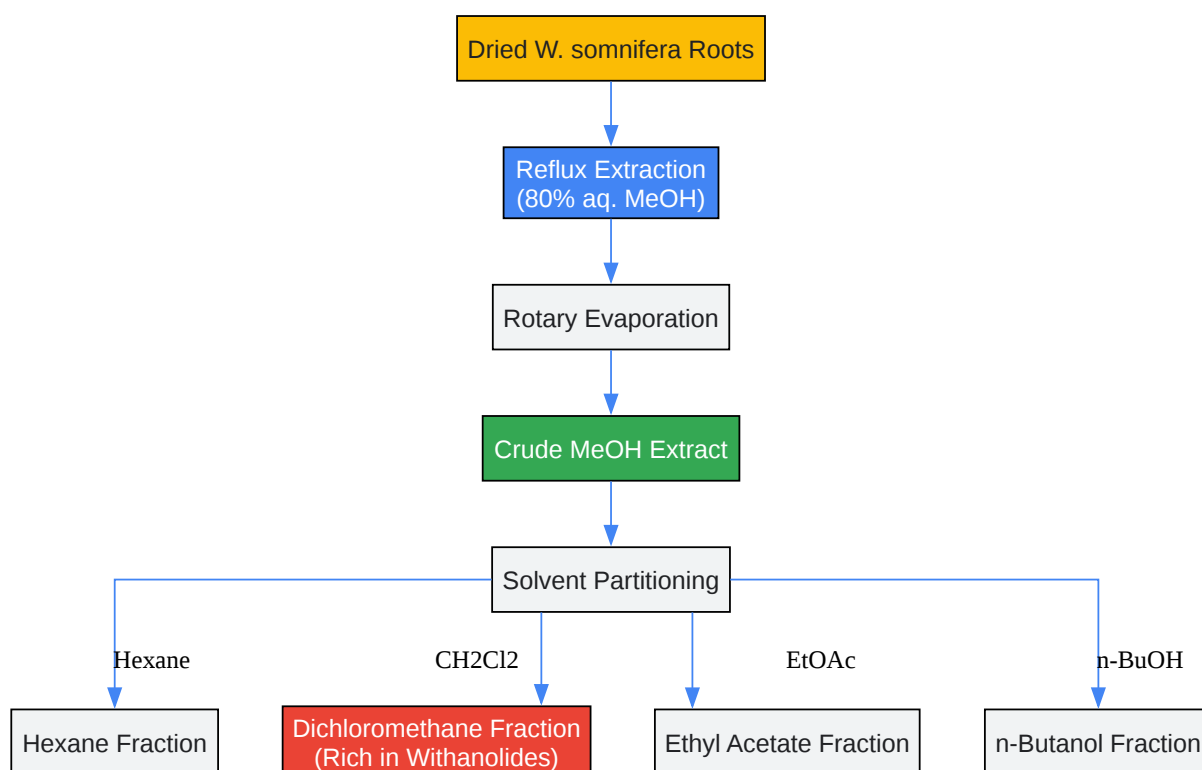 Dried W. somnifera Roots
Reflux Extraction
(80% aq. MeOH)
Rotary Evaporation
Crude MeOH Extract
Solvent Partitioning
Hexane
CH2Cl2
EtOAc
n-BuOH
Hexane Fraction
Dichloromethane Fraction
(Rich in Withanolides)
Ethyl Acetate Fraction
n-Butanol Fraction